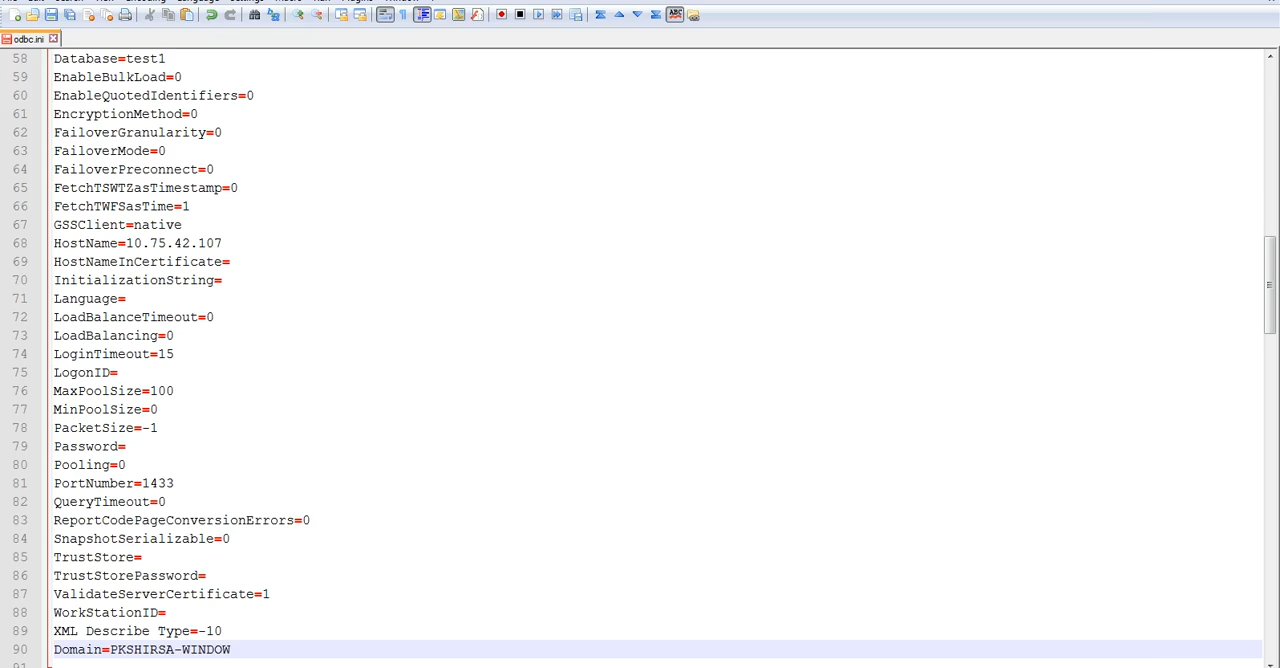 odbc.ini
58 Database=test1
59 EnableBulkLoad=0
60 EnableQuotedIdentifiers=0
61 EncryptionMethod=0
62 FailoverGranularity=0
63 FailoverMode=0
64 FailoverPreconnect=0
65 FetchTSWTZasTimestamp=0
66 FetchTWFSasTime=1
67 GSSClient=native
68 HostName=10.75.42.107
69 HostNameInCertificate=
70 InitializationString=
71 Language=
72 LoadBalanceTimeout=0
73 LoadBalancing=0
74 LoginTimeout=15
75 LogonID=
76 MaxPoolSize=100
77 MinPoolSize=0
78 PacketSize=-1
79 Password=
80 Pooling=0
81 PortNumber=1433
82 QueryTimeout=0
83 ReportCodePageConversionErrors=0
84 SnapshotSerializable=0
85 TrustStore=
86 TrustStorePassword=
87 ValidateServerCertificate=1
88 WorkStationID=
89 XML Describe Type=-10
90 Domain=PKSHIRSA-WINDOW